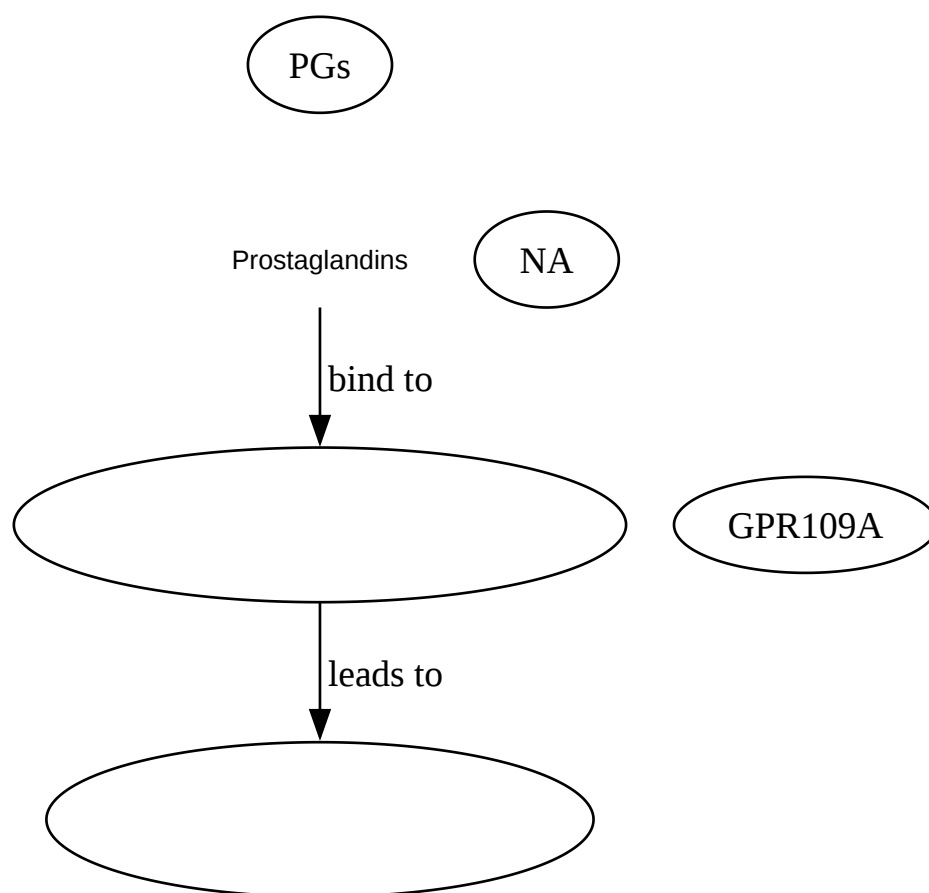 PGs
Prostaglandins
NA
bind to
GPR109A
leads to